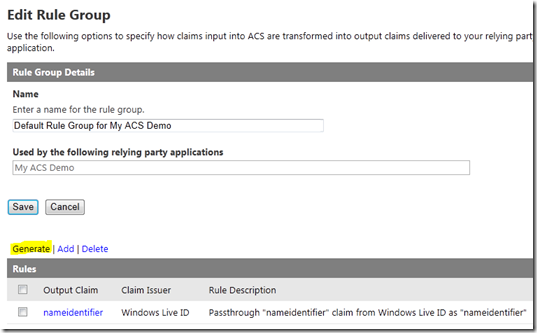 Edit Rule Group
Use the following options to specify how claims input into ACS are transformed into output claims delivered to your relying party
application.
Rule Group Details
Name
Enter a name for the rule group.
Default Rule Group for My ACS Demo
Used by the following relying party applications
My ACS Demo
Save Cancel
Generate | Add | Delete
Rules
Output Claim Claim Issuer Rule Description
nameidentifier Windows Live ID Passthrough "nameidentifier" claim from Windows Live ID as "nameidentifier"